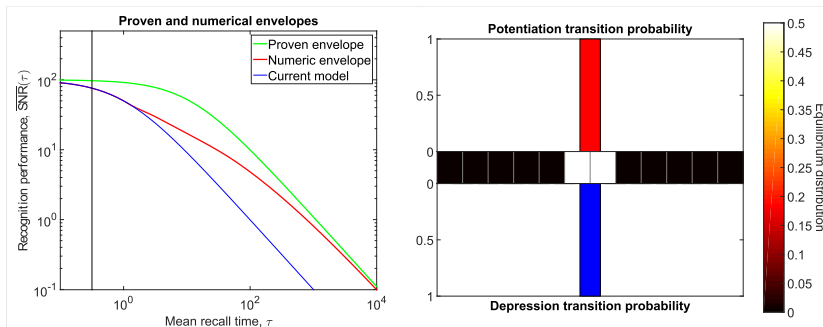 Proven and numerical envelopes
Recognition performance, SNR(τ)
10^2
10^1
10^0
10^-1
10^0
10^2
10^4
Mean recall time, τ
Proven envelope
Numeric envelope
Current model
Potentiation transition probability
1
0.5
0
0
0.5
1
Depression transition probability
0.5
0.45
0.4
0.35
0.3
0.25
0.2
0.15
0.1
0.05
0
Equilibrium distribution